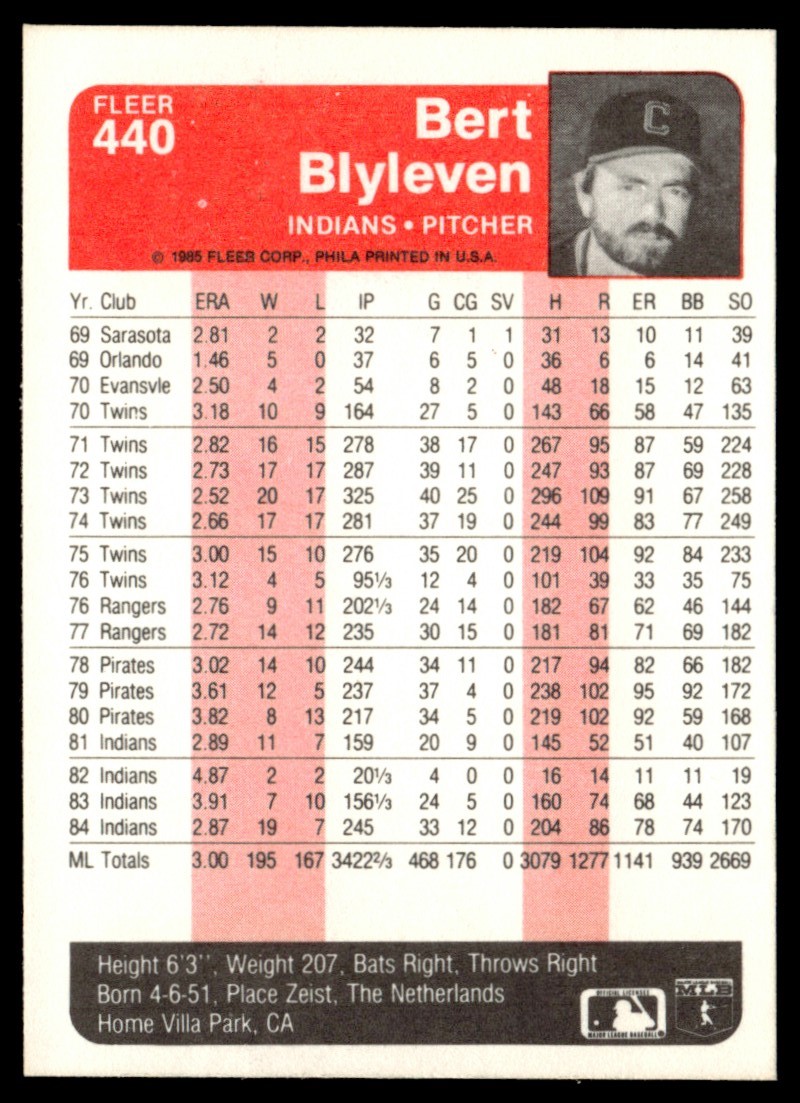 FLEER
440
Bert
Blyleven
INDIANS • PITCHER
© 1985 FLEER CORP., PHILA PRINTED IN U.S.A.
C
Yr. Club ERA W L IP G CG SV H R ER BB SO
69 Sarasota 2.81 2 2 32 7 1 1 31 13 10 11 39
69 Orlando 1.46 5 0 37 6 5 0 36 6 6 14 41
70 Evansvle 2.50 4 2 54 8 2 0 48 18 15 12 63
70 Twins 3.18 10 9 164 27 5 0 143 66 58 47 135
71 Twins 2.82 16 15 278 38 17 0 267 95 87 59 224
72 Twins 2.73 17 17 287 39 11 0 247 93 87 69 228
73 Twins 2.52 20 17 325 40 25 0 296 109 91 67 258
74 Twins 2.66 17 17 281 37 19 0 244 99 83 77 249
75 Twins 3.00 15 10 276 35 20 0 219 104 92 84 233
76 Twins 3.12 4 5 95⅓ 12 4 0 101 39 33 35 75
76 Rangers 2.76 9 11 202⅓ 24 14 0 182 67 62 46 144
77 Rangers 2.72 14 12 235 30 15 0 181 81 71 69 182
78 Pirates 3.02 14 10 244 34 11 0 217 94 82 66 182
79 Pirates 3.61 12 5 237 37 4 0 238 102 95 92 172
80 Pirates 3.82 8 13 217 34 5 0 219 102 92 59 168
81 Indians 2.89 11 7 159 20 9 0 145 52 51 40 107
82 Indians 4.87 2 2 20⅓ 4 0 0 16 14 11 11 19
83 Indians 3.91 7 10 156⅓ 24 5 0 160 74 68 44 123
84 Indians 2.87 19 7 245 33 12 0 204 86 78 74 170
ML Totals 3.00 195 167 3422⅔ 468 176 0 3079 1277 1141 939 2669
Height 6'3'', Weight 207, Bats Right, Throws Right
Born 4-6-51, Place Zeist, The Netherlands
Home Villa Park, CA
OFFICIAL LICENSEE
MAJOR LEAGUE BASEBALL
MLB